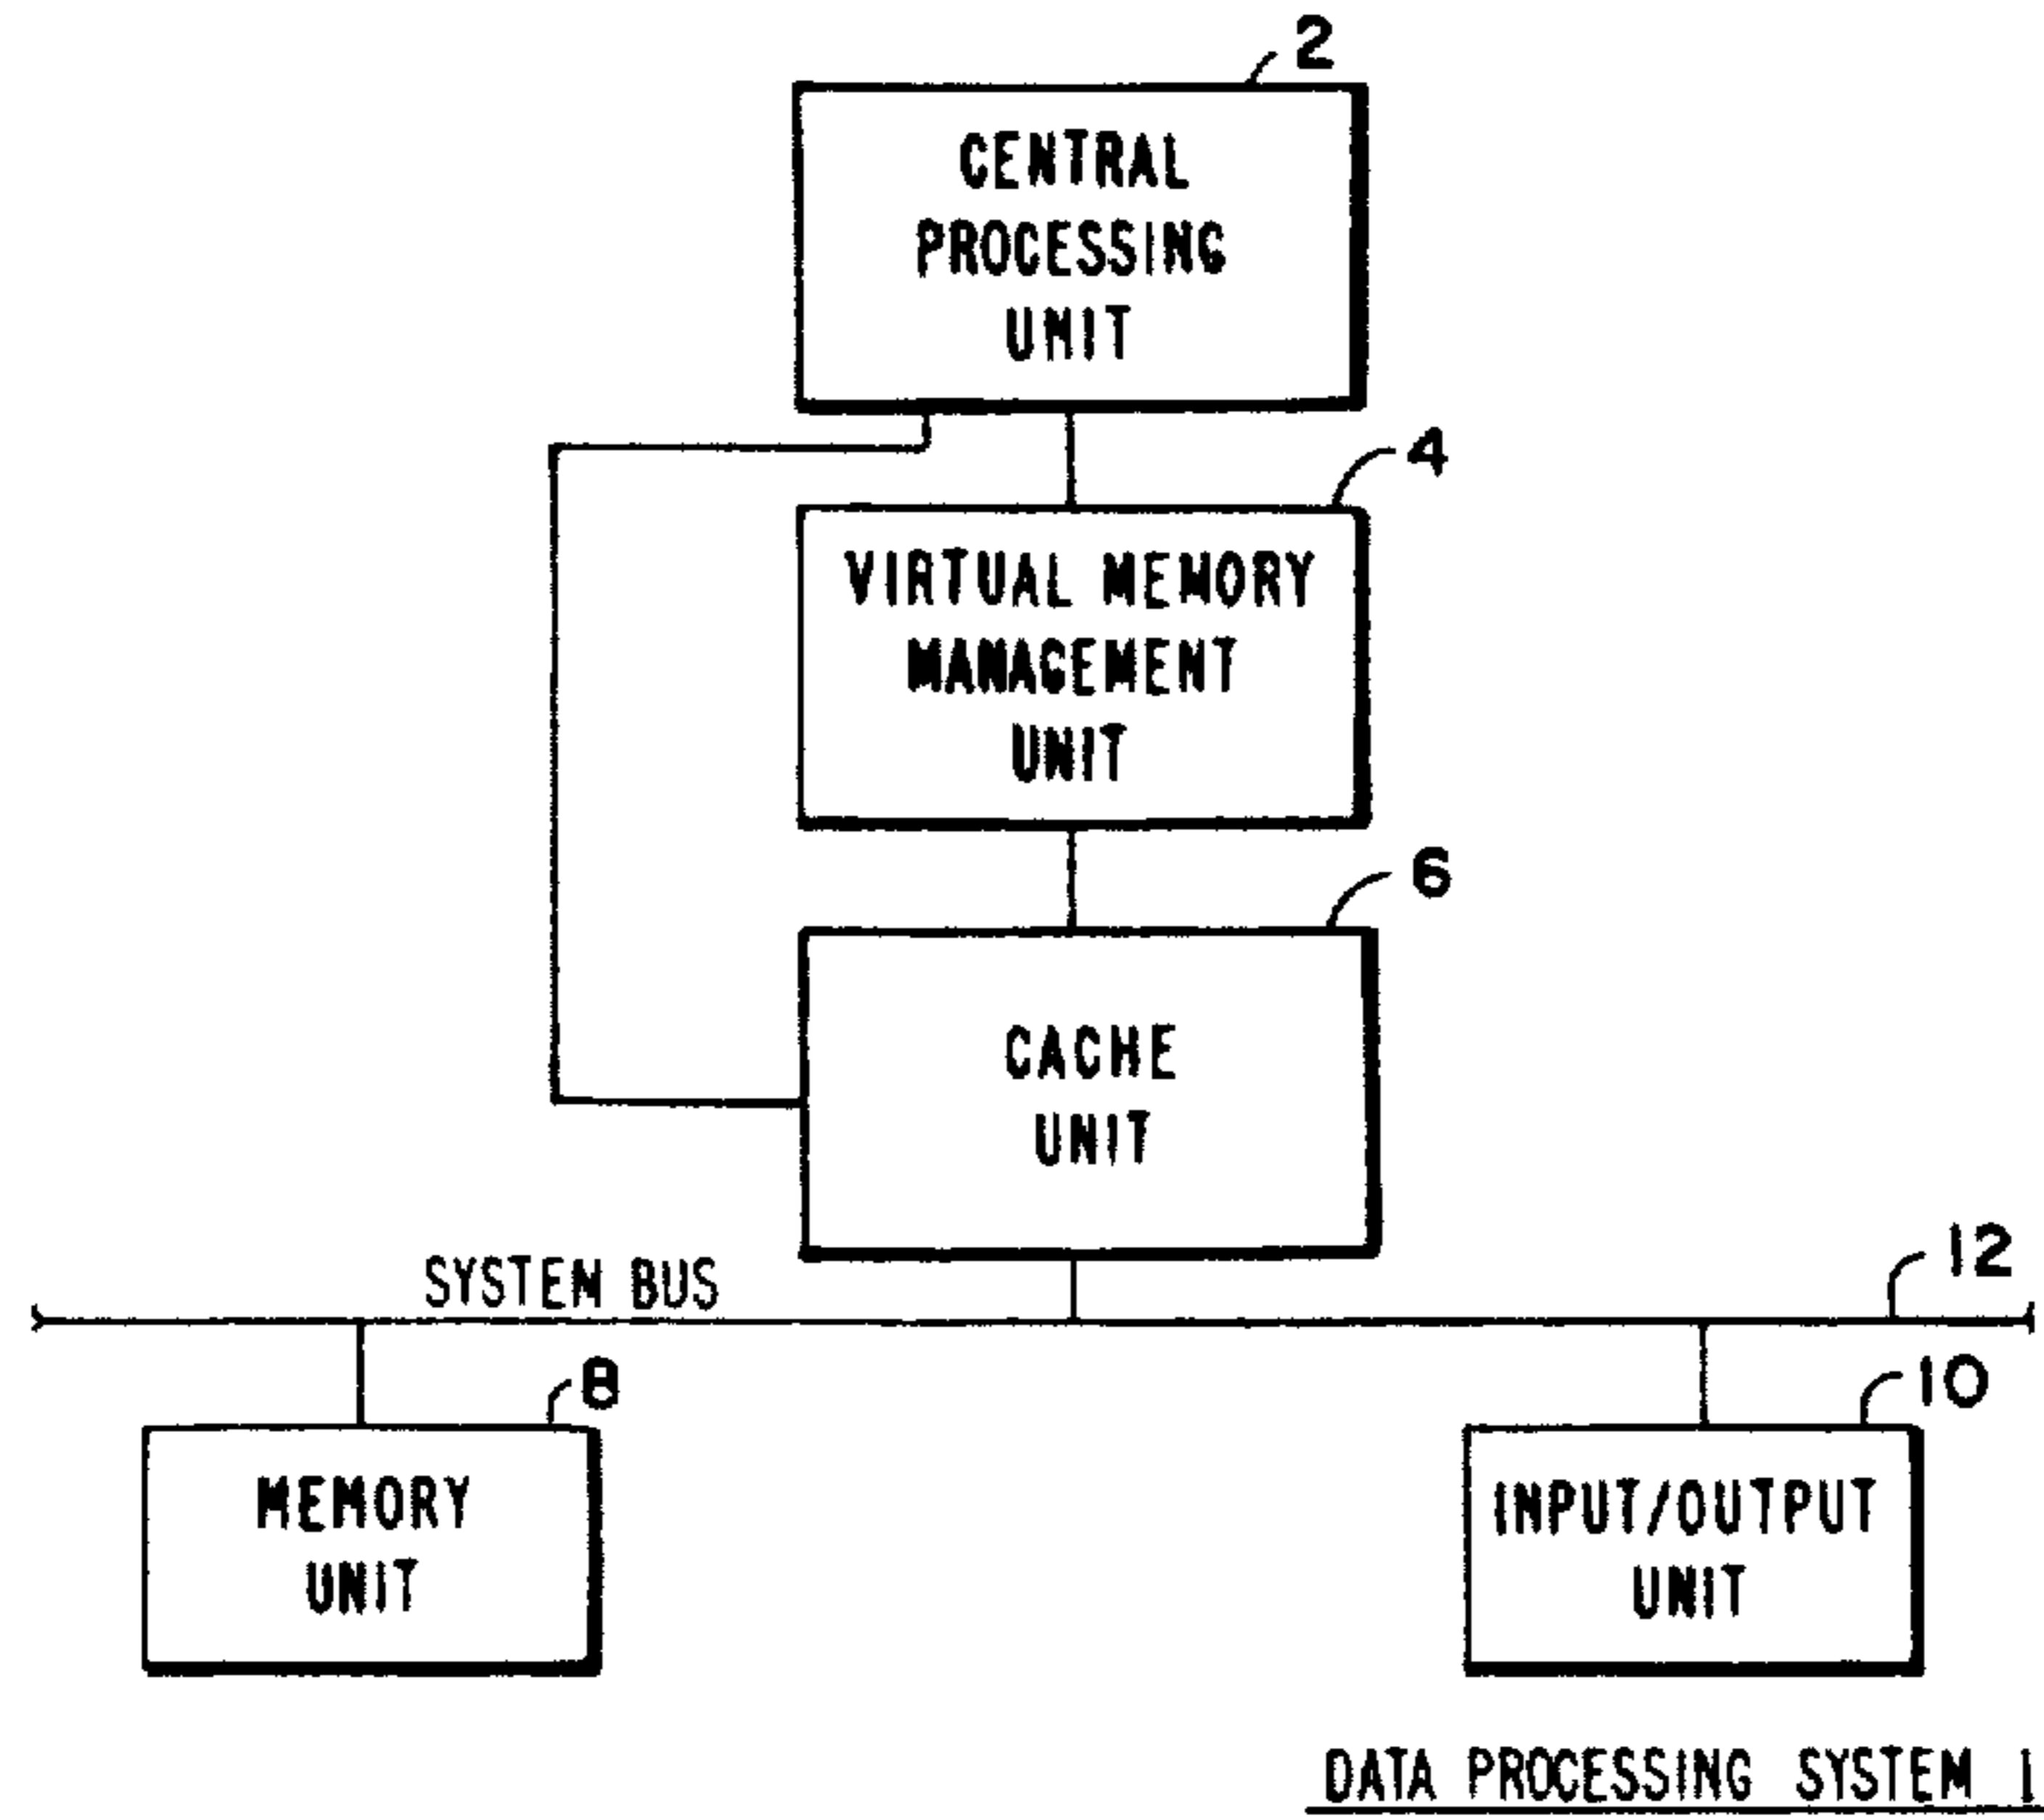 2
CENTRAL
PROCESSING
UNIT
4
VIRTUAL MEMORY
MANAGEMENT
UNIT
6
CACHE
UNIT
SYSTEM BUS
12
8
10
MEMORY
UNIT
INPUT/OUTPUT
UNIT
DATA PROCESSING SYSTEM 1